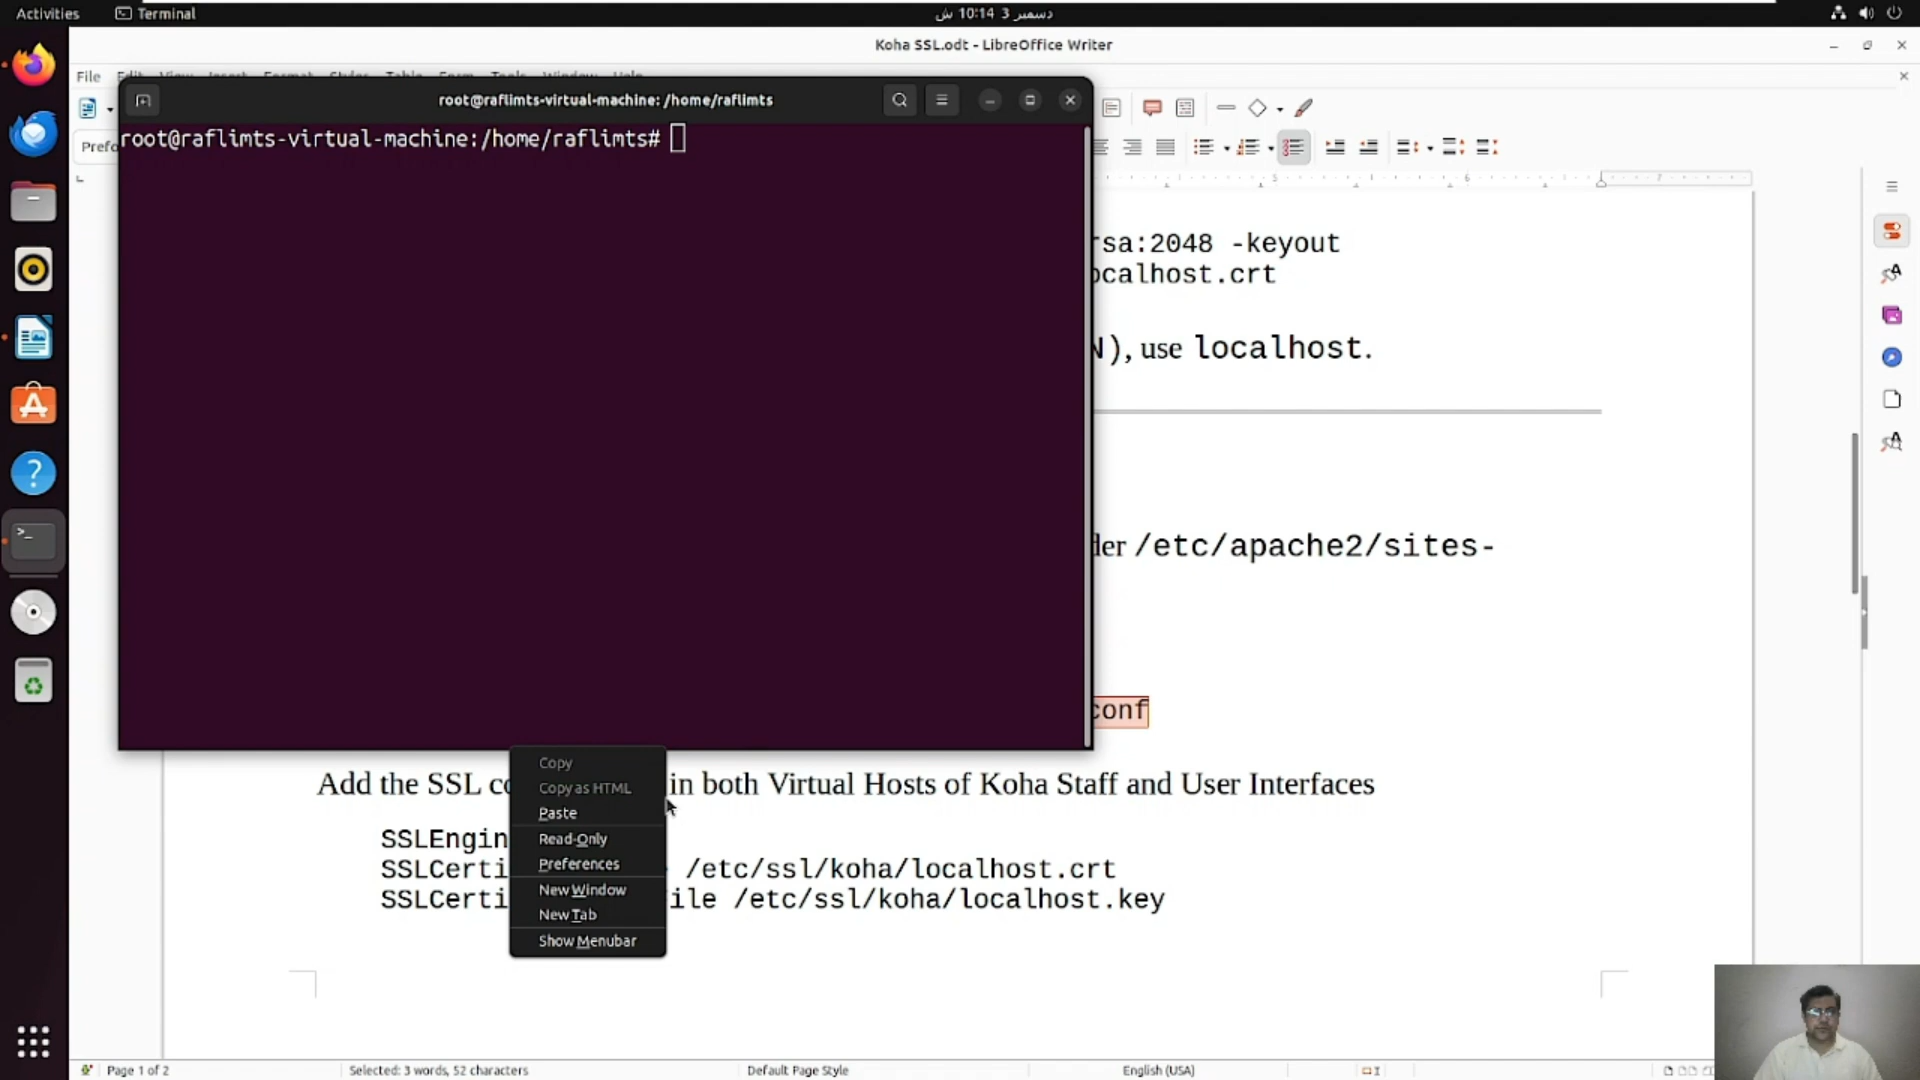 Activities
Terminal
دسمبر 3 10:14 ش
Koha SSL.odt - LibreOffice Writer
File
root@raflimts-virtual-machine: /home/raflimts
root@raflimts-virtual-machine:/home/raflimts#
rsa:2048 -keyout
ocalhost.crt
N), use localhost.
der /etc/apache2/sites-
conf
Add the SSL co in both Virtual Hosts of Koha Staff and User Interfaces
SSLEngin
SSLCerti /etc/ssl/koha/localhost.crt
SSLCerti ile /etc/ssl/koha/localhost.key
Copy
Copy as HTML
Paste
Read-Only
Preferences
New Window
New Tab
Show Menubar
Page 1 of 2
Selected: 3 words, 52 characters
Default Page Style
English (USA)